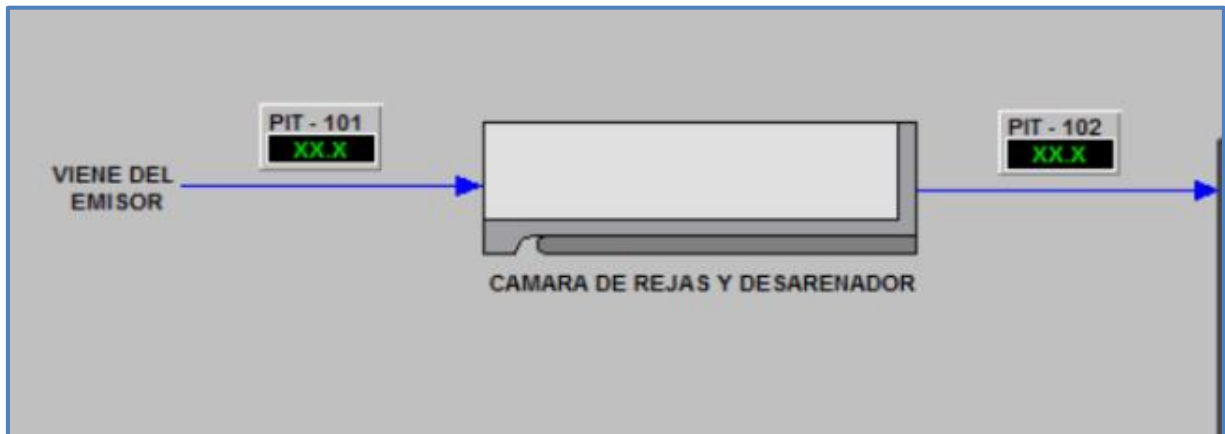 PIT - 101
XX.X
PIT - 102
XX.X
VIENE DEL
EMISOR
CAMARA DE REJAS Y DESARENADOR